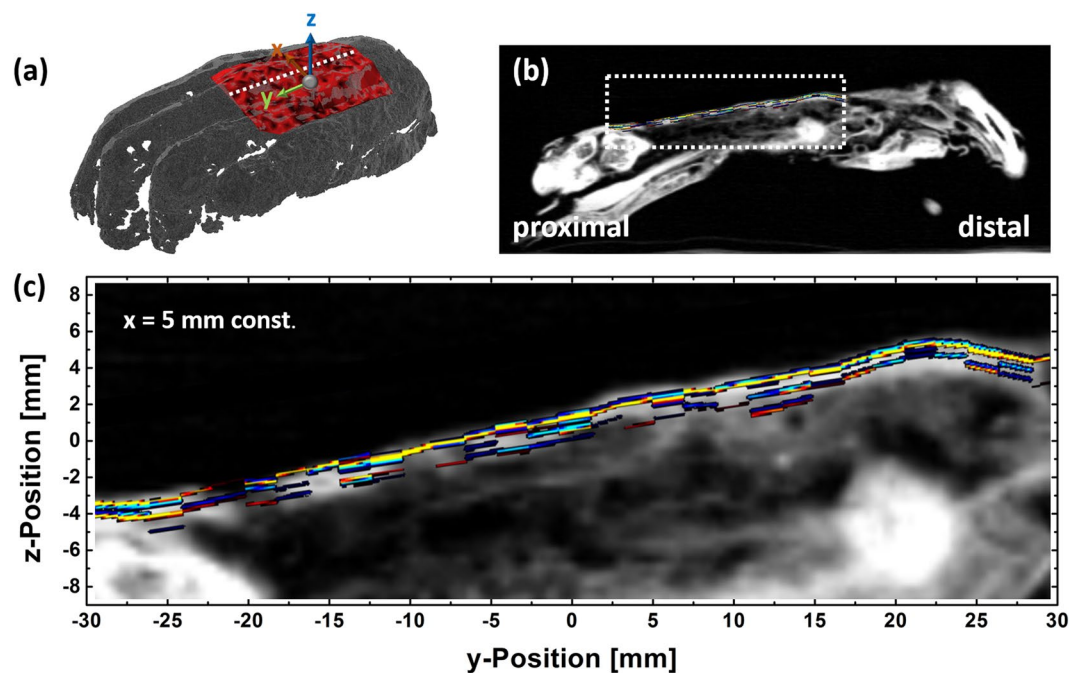 (a)
z
x
y
(b)
proximal
distal
(c)
x = 5 mm const.
z-Position [mm]
8
6
4
2
0
-2
-4
-6
-8
-30 -25 -20 -15 -10 -5 0 5 10 15 20 25 30
y-Position [mm]